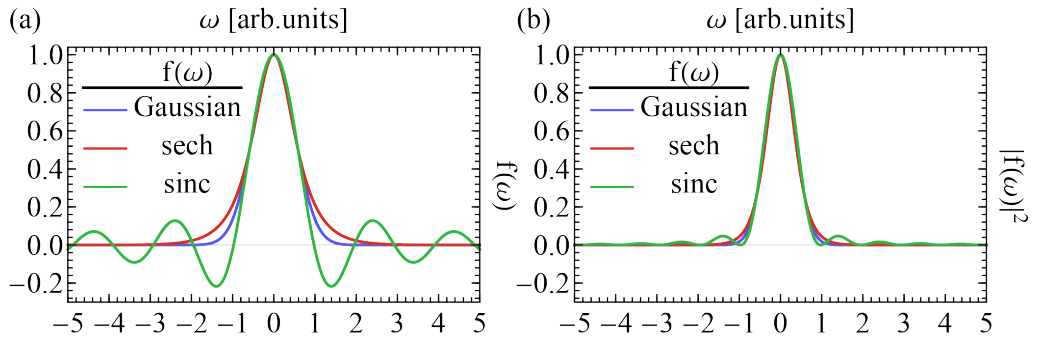 (a)
ω [arb.units]
1.0
0.8
0.6
0.4
0.2
0.0
−0.2
f(ω)
Gaussian
sech
sinc
−5 −4 −3 −2 −1 0 1 2 3 4 5
f(ω)
(b)
ω [arb.units]
1.0
0.8
0.6
0.4
0.2
0.0
−0.2
f(ω)
Gaussian
sech
sinc
−5 −4 −3 −2 −1 0 1 2 3 4 5
|f(ω)|²